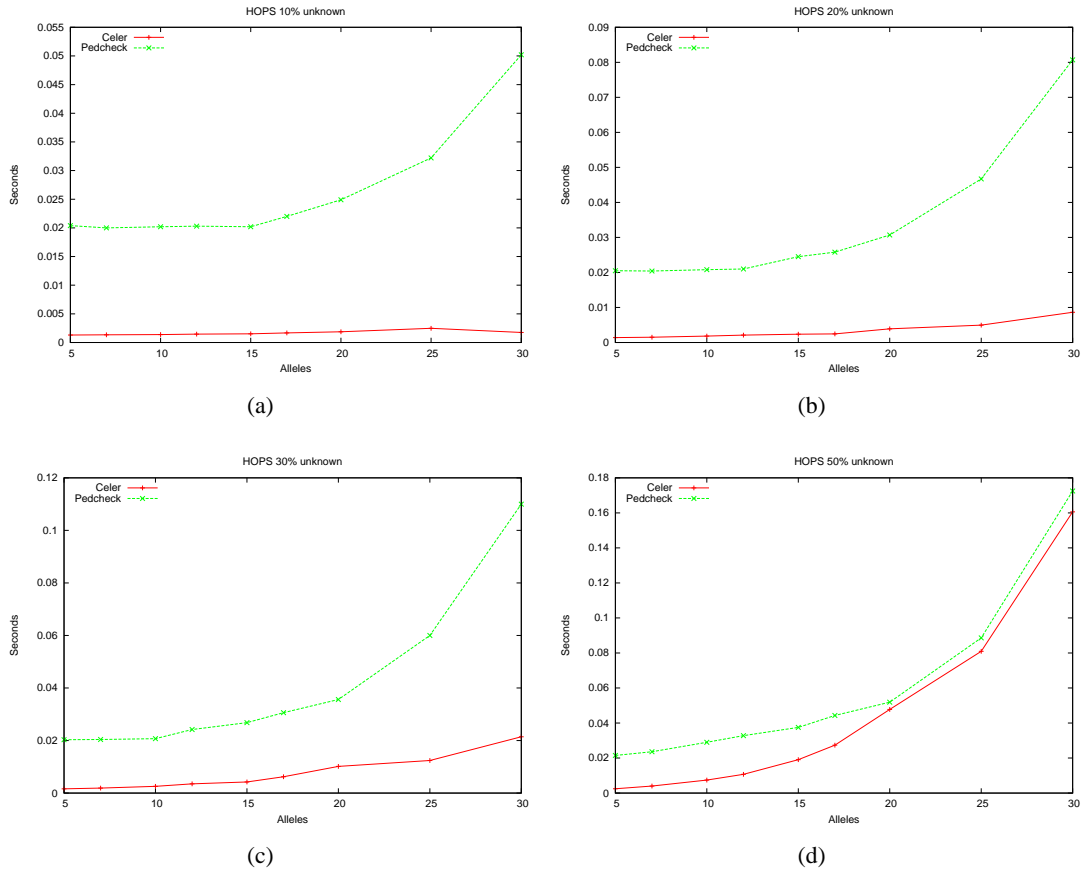 HOPS 10% unknown
Celer
Pedcheck
0.055
0.05
0.045
0.04
0.035
0.03
0.025
0.02
0.015
0.01
0.005
0
Seconds
5 10 15 20 25 30
Alleles
(a)
HOPS 20% unknown
Celer
Pedcheck
0.09
0.08
0.07
0.06
0.05
0.04
0.03
0.02
0.01
0
Seconds
5 10 15 20 25 30
Alleles
(b)
HOPS 30% unknown
Celer
Pedcheck
0.12
0.1
0.08
0.06
0.04
0.02
0
Seconds
5 10 15 20 25 30
Alleles
(c)
HOPS 50% unknown
Celer
Pedcheck
0.18
0.16
0.14
0.12
0.1
0.08
0.06
0.04
0.02
0
Seconds
5 10 15 20 25 30
Alleles
(d)